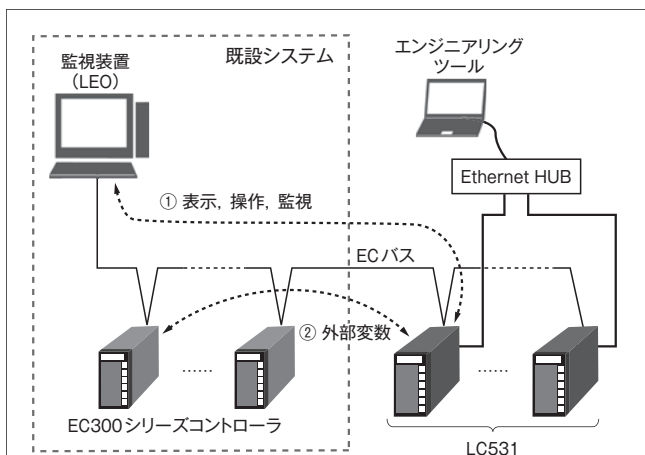 監視装置
(LEO)
既設システム
エンジニアリング
ツール
Ethernet HUB
① 表示, 操作, 監視
ECバス
② 外部変数
……
……
EC300シリーズコントローラ
LC531